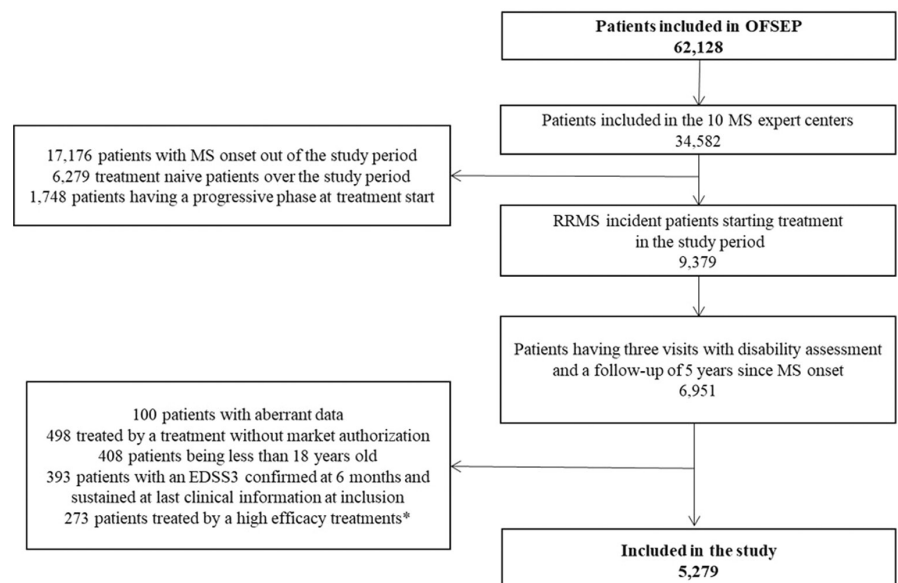 Patients included in OFSEP
62,128
Patients included in the 10 MS expert centers
34,582
17,176 patients with MS onset out of the study period
6,279 treatment naive patients over the study period
1,748 patients having a progressive phase at treatment start
RRMS incident patients starting treatment
in the study period
9,379
Patients having three visits with disability assessment
and a follow-up of 5 years since MS onset
6,951
100 patients with aberrant data
498 treated by a treatment without market authorization
408 patients being less than 18 years old
393 patients with an EDSS3 confirmed at 6 months and
sustained at last clinical information at inclusion
273 patients treated by a high efficacy treatments*
Included in the study
5,279